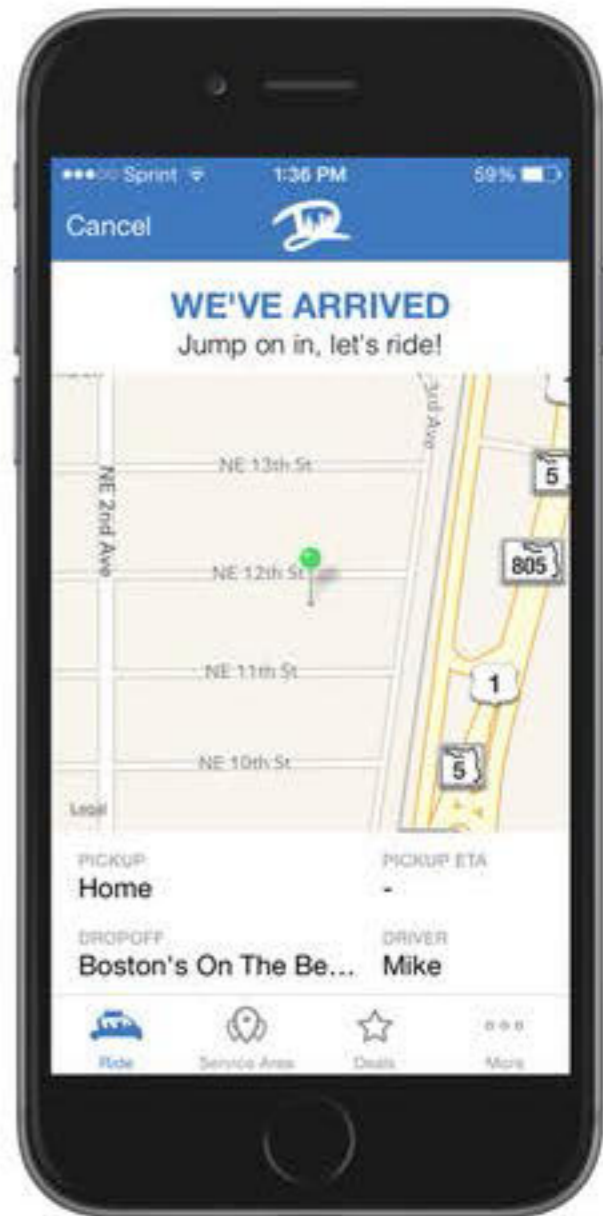 Sprint 1:36 PM 59%
Cancel
WE'VE ARRIVED
Jump on in, let's ride!
3rd Ave
NE 13th St
5
NE 2nd Ave
805
NE 12th St
NE 11th St
1
NE 10th St
5
Legal
PICKUP PICKUP ETA
Home -
DROPOFF DRIVER
Boston's On The Be... Mike
Ride Service Area Deals More